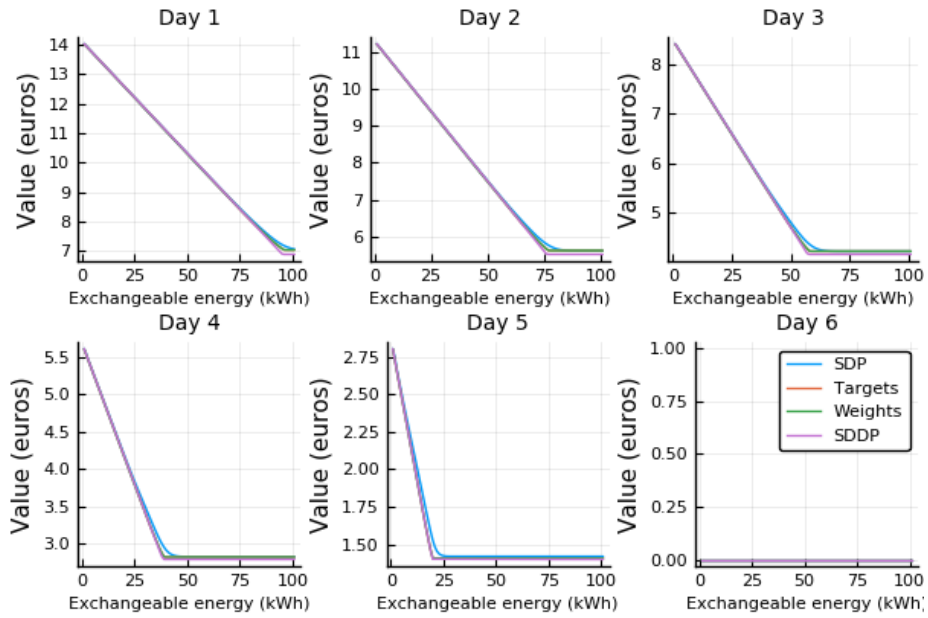 Day 1
Day 2
Day 3
Value (euros)
14
13
12
11
10
9
8
7
0
25
50
75
100
Exchangeable energy (kWh)
Value (euros)
11
10
9
8
7
6
0
25
50
75
100
Exchangeable energy (kWh)
Value (euros)
8
7
6
5
0
25
50
75
100
Exchangeable energy (kWh)
Day 4
Day 5
Day 6
Value (euros)
5.5
5.0
4.5
4.0
3.5
3.0
0
25
50
75
100
Exchangeable energy (kWh)
Value (euros)
2.75
2.50
2.25
2.00
1.75
1.50
0
25
50
75
100
Exchangeable energy (kWh)
Value (euros)
1.00
0.75
0.50
0.25
0.00
SDP
Targets
Weights
SDDP
0
25
50
75
100
Exchangeable energy (kWh)